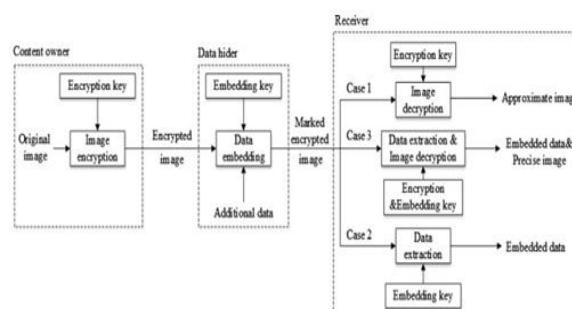 Receiver
Content owner
Data hider
Encryption key
Encryption key
Embedding key
Case 1
Image
decryption
Approximate imag
Original
image
Image
encryption
Encrypted
image
Data
embedding
Marked
encrypted
image
Case 3
Data extraction &
Image decryption
Embedded data&
Precise image
Encryption
&Embedding key
Additional data
Case 2
Data
extraction
Embedded data
Embedding key